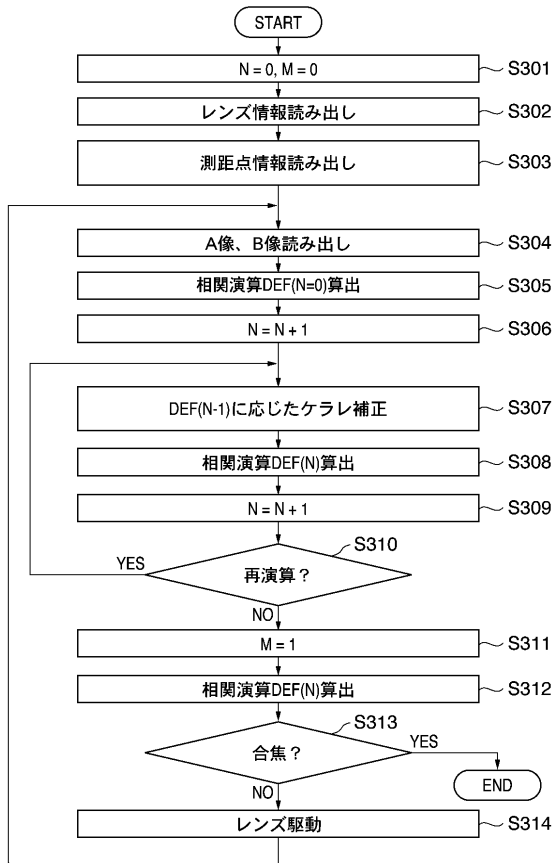 START
N = 0, M = 0
S301
レンズ情報読み出し
S302
測距点情報読み出し
S303
A像、B像読み出し
S304
相関演算DEF(N=0)算出
S305
N = N + 1
S306
DEF(N-1)に応じたケラレ補正
S307
相関演算DEF(N)算出
S308
N = N + 1
S309
S310
YES
再演算？
NO
M = 1
S311
相関演算DEF(N)算出
S312
S313
合焦？
YES
END
NO
レンズ駆動
S314